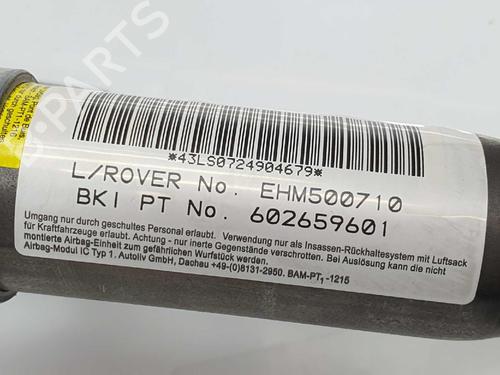 *43LS0724904679*
L/ROVER No. EHM500710
BKI PT No. 602659601
Umgang nur durch geschultes Personal erlaubt. Verwendung nur als Insassen-Rückhaltesystem mit Luftsack
für Kraftfahrzeuge erlaubt. Achtung - nur inerte Gegenstände verschrotten. Bei Auslösung kann die nicht
montierte Airbag-Einheit zum gefährlichen Wurfstück werden.
Airbag-Modul IC Typ 1. Autoliv GmbH, Dachau +49-(0)8131-2950. BAM-PT₁ -1215
B-PARTS